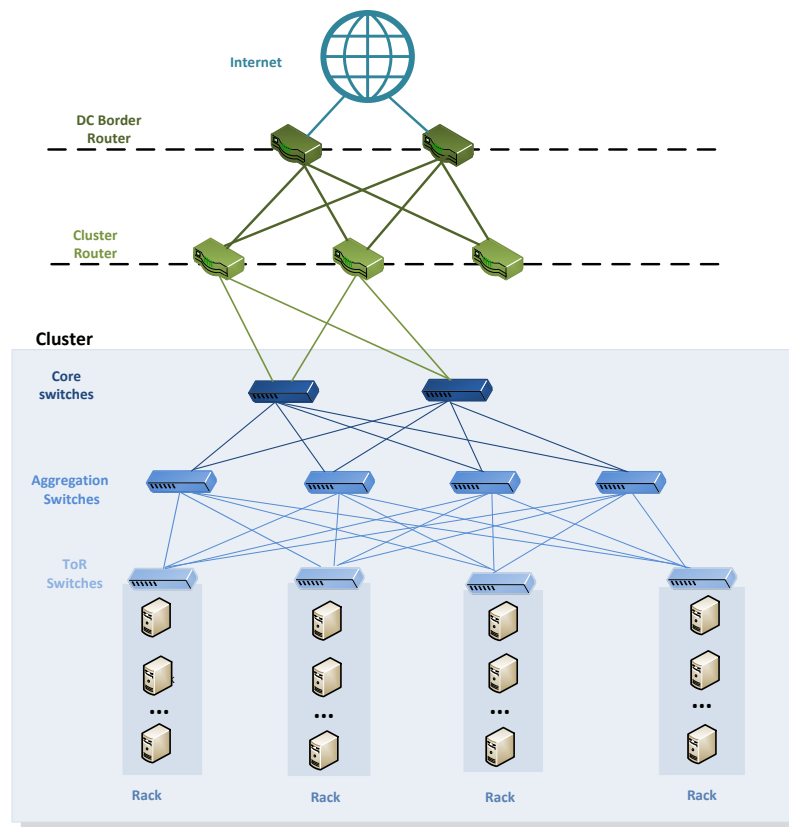 Internet
DC Border
Router
Cluster
Router
Cluster
Core
switches
Aggregation
Switches
ToR
Switches
...
...
...
...
Rack
Rack
Rack
Rack